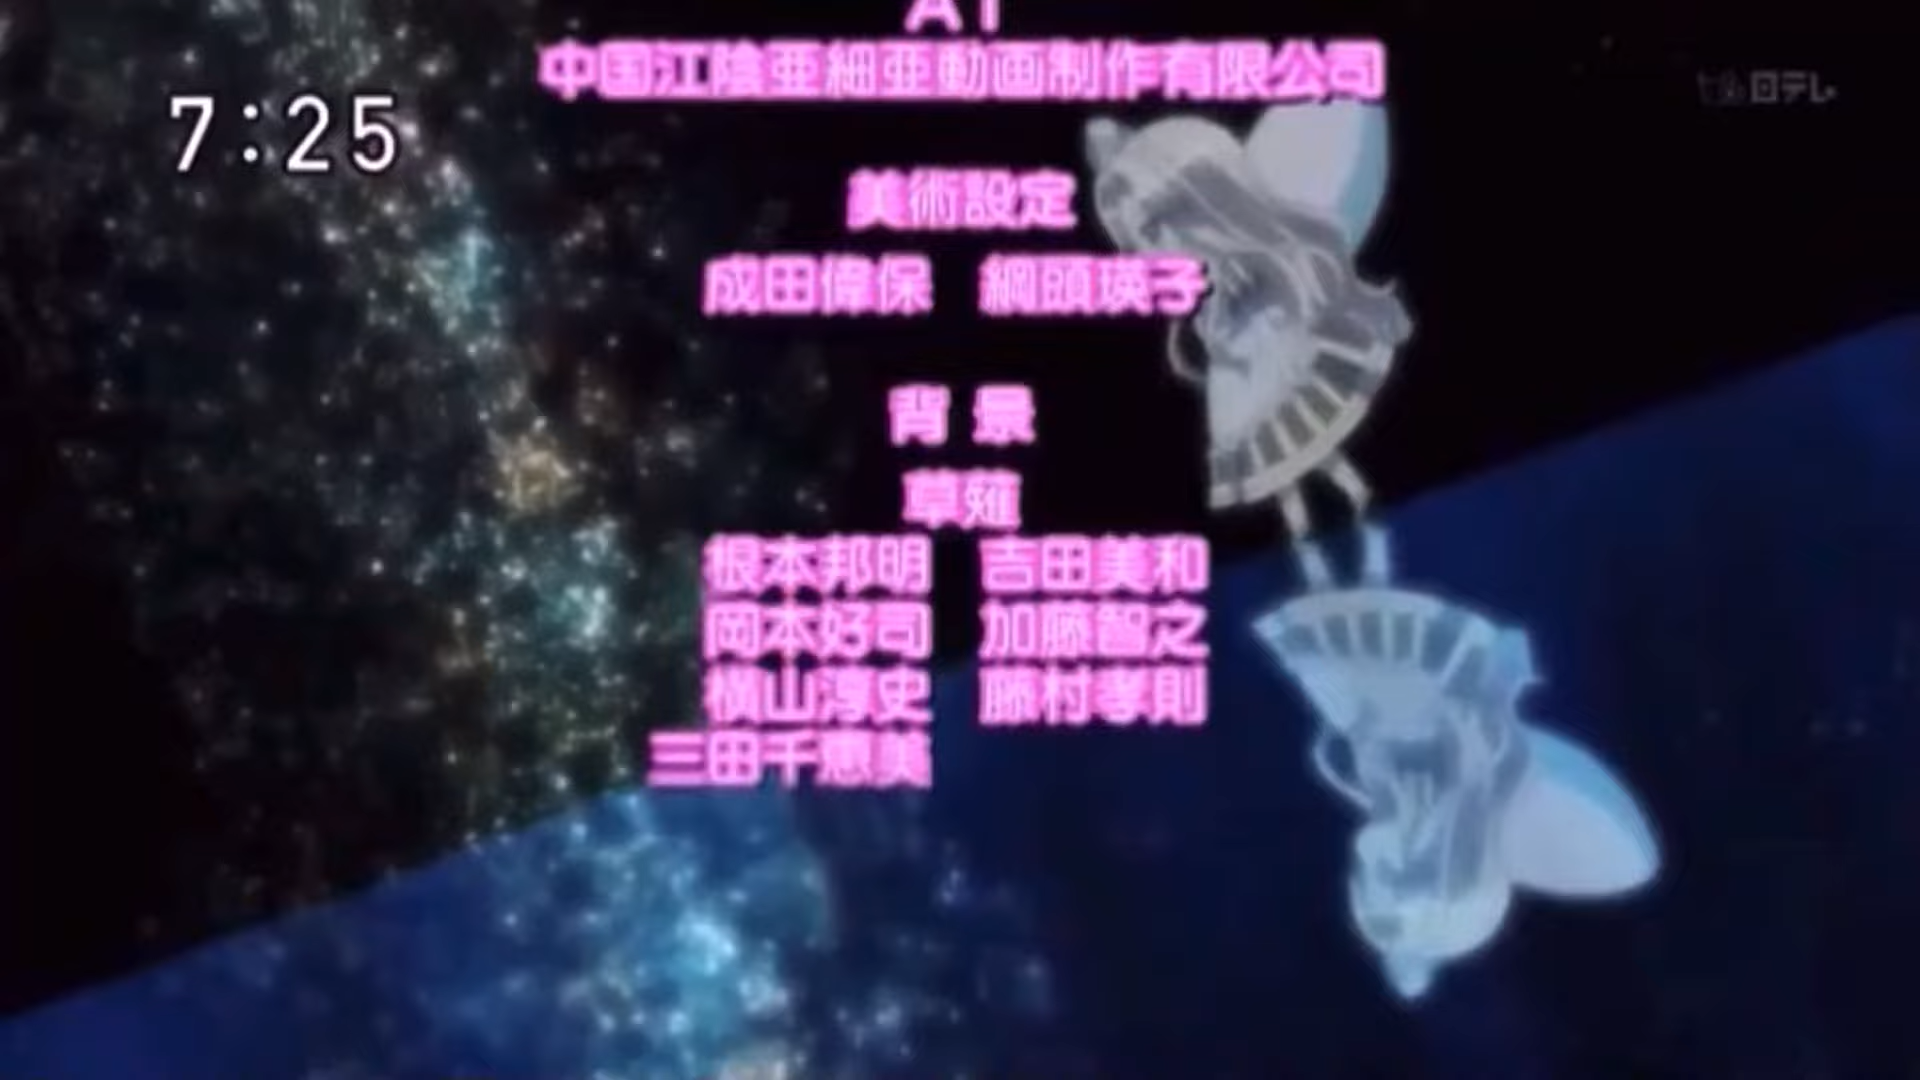 AI
中国江陰亜細亜動画制作有限公司
7:25
日テレ
美術設定
成田偉保　綱頭瑛子
背 景
草薙
根本邦明　吉田美和
岡本好司　加藤智之
横山淳史　藤村孝則
三田千恵美